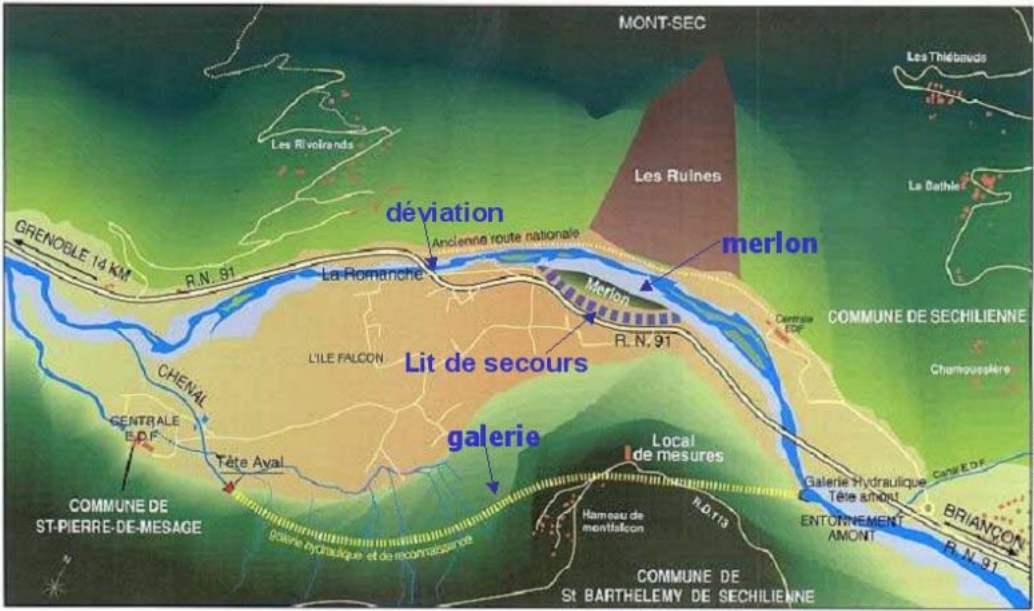 MONT-SEC
Les Thiébauds
Les Rivoirands
Les Ruines
La Bathie
déviation
Ancienne route nationale
merlon
GRENOBLE 14 KM
R.N. 91
La Romanche
Merlon
Centrale
EDF
COMMUNE DE SECHILIENNE
R.N. 91
L'ILE FALCON
Lit de secours
Chamoussière
CHENAL
CENTRALE
E.D.F
galerie
Local
de mesures
Tête Aval
Canal E.D.F.
Galerie Hydraulique
Tête amont
COMMUNE DE
ST-PIERRE-DE-MESAGE
Hameau de
montfalcon
R.D.113
ENTONNEMENT
AMONT
BRIANÇON
R.N.91
galerie hydraulique et de reconnaissance
N
COMMUNE DE
St BARTHELEMY DE SECHILIENNE